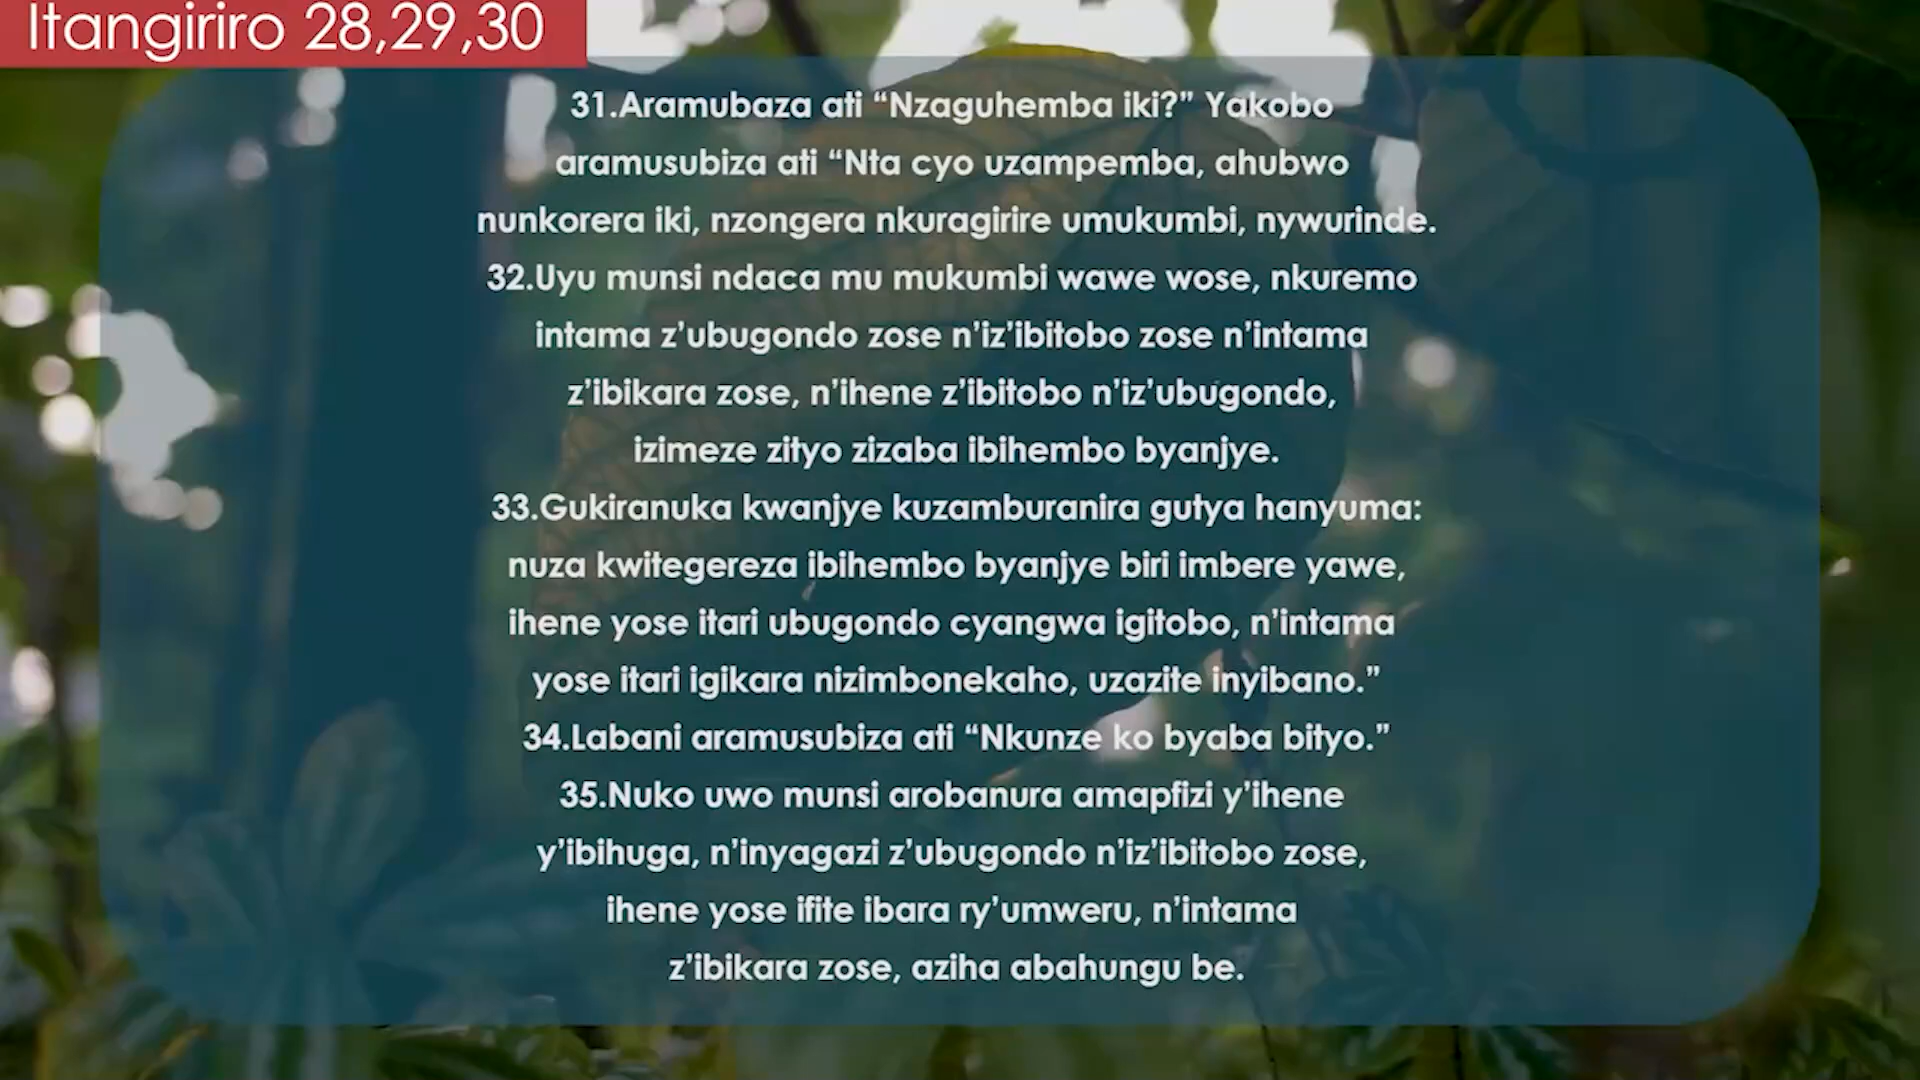 Itangiriro 28,29,30
31.Aramubaza ati “Nzaguhemba iki?” Yakobo
aramusubiza ati “Nta cyo uzampemba, ahubwo
nunkorera iki, nzongera nkuragirire umukumbi, nywurinde.
32.Uyu munsi ndaca mu mukumbi wawe wose, nkuremo
intama z’ubugondo zose n’iz’ibitobo zose n’intama
z’ibikara zose, n’ihene z’ibitobo n’iz’ubugondo,
izimeze zityo zizaba ibihembo byanjye.
33.Gukiranuka kwanjye kuzamburanira gutya hanyuma:
nuza kwitegereza ibihembo byanjye biri imbere yawe,
ihene yose itari ubugondo cyangwa igitobo, n’intama
yose itari igikara nizimbonekaho, uzazite inyibano.”
34.Labani aramusubiza ati “Nkunze ko byaba bityo.”
35.Nuko uwo munsi arobanura amapfizi y’ihene
y’ibihuga, n’inyagazi z’ubugondo n’iz’ibitobo zose,
ihene yose ifite ibara ry’umweru, n’intama
z’ibikara zose, aziha abahungu be.